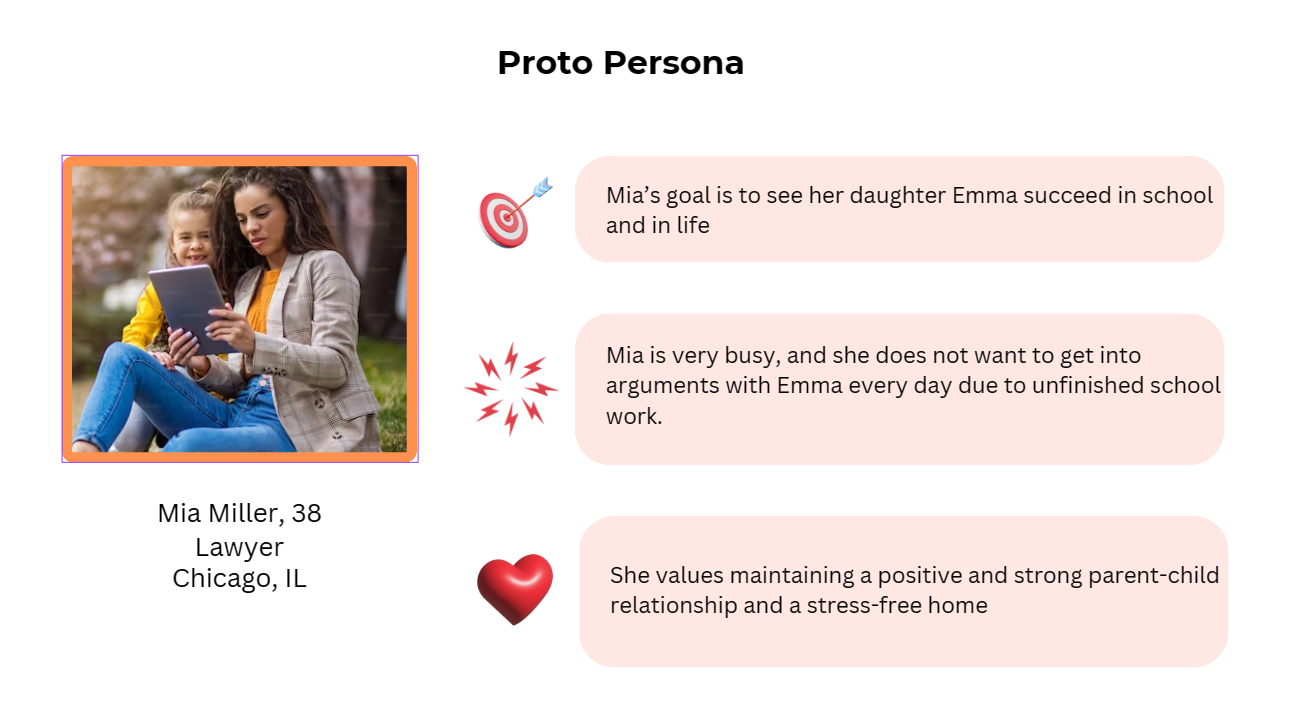 Proto Persona
Mia’s goal is to see her daughter Emma succeed in school
and in life
Mia is very busy, and she does not want to get into
arguments with Emma every day due to unfinished school
work.
Mia Miller, 38
Lawyer
Chicago, IL
She values maintaining a positive and strong parent-child
relationship and a stress-free home